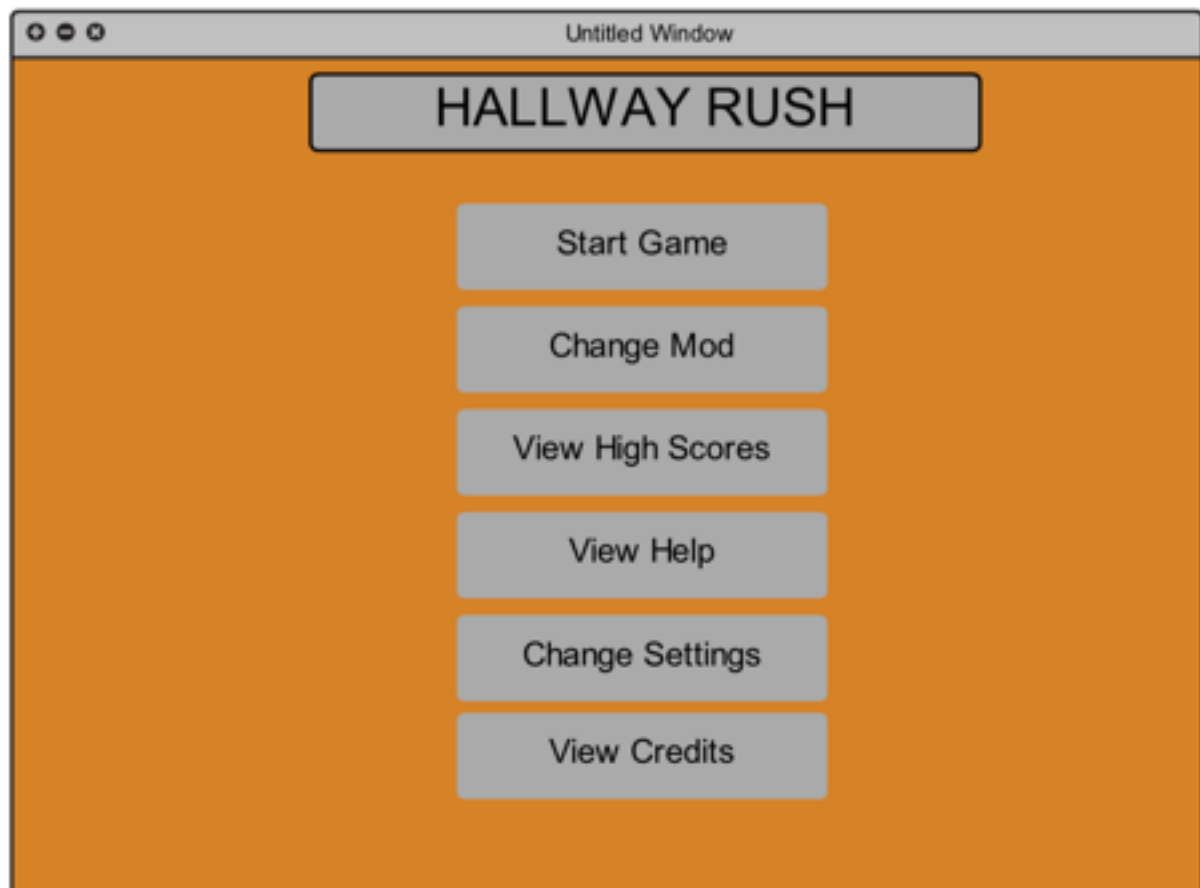 Untitled Window
HALLWAY RUSH
Start Game
Change Mod
View High Scores
View Help
Change Settings
View Credits